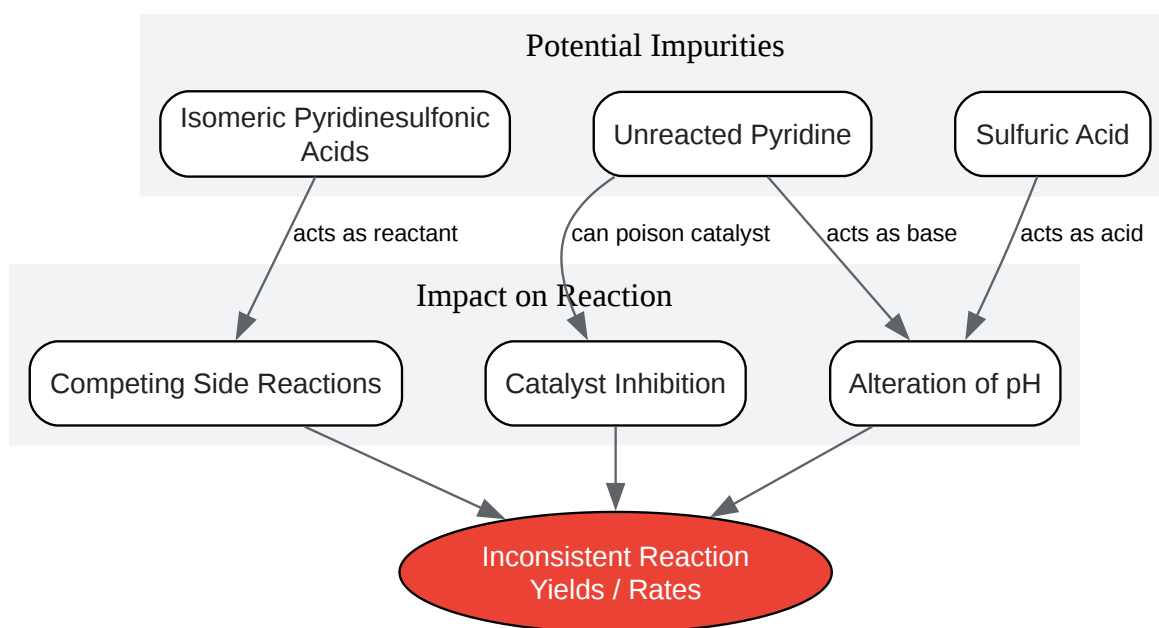 Potential Impurities
Isomeric Pyridinesulfonic
Acids
Unreacted Pyridine
Sulfuric Acid
acts as reactant
can poison catalyst
acts as base
acts as acid
Impact on Reaction
Competing Side Reactions
Catalyst Inhibition
Alteration of pH
Inconsistent Reaction
Yields / Rates